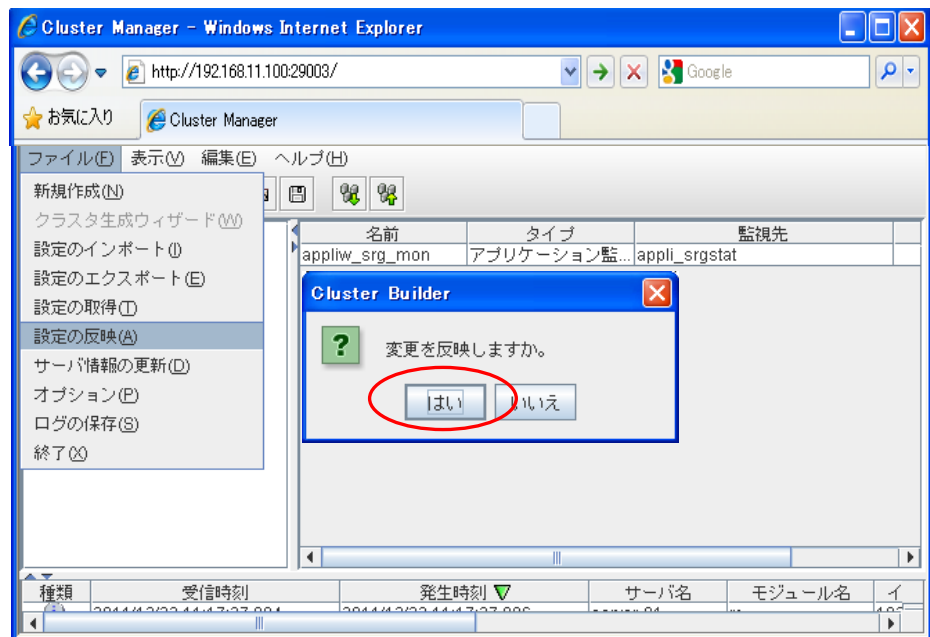 Cluster Manager - Windows Internet Explorer
http://192.168.11.100:29003/
Google
お気に入り
Cluster Manager
ファイル(F) 表示(V) 編集(E) ヘルプ(H)
新規作成(N)
クラスタ生成ウィザード(W)
設定のインポート(I)
設定のエクスポート(E)
設定の取得(T)
設定の反映(A)
サーバ情報の更新(D)
オプション(P)
ログの保存(S)
終了(X)
名前 タイプ 監視先
appliw_srg_mon アプリケーション監... appli_srgstat
Cluster Builder
変更を反映しますか。
はい いいえ
種類 受信時刻 発生時刻 サーバ名 モジュール名 イ